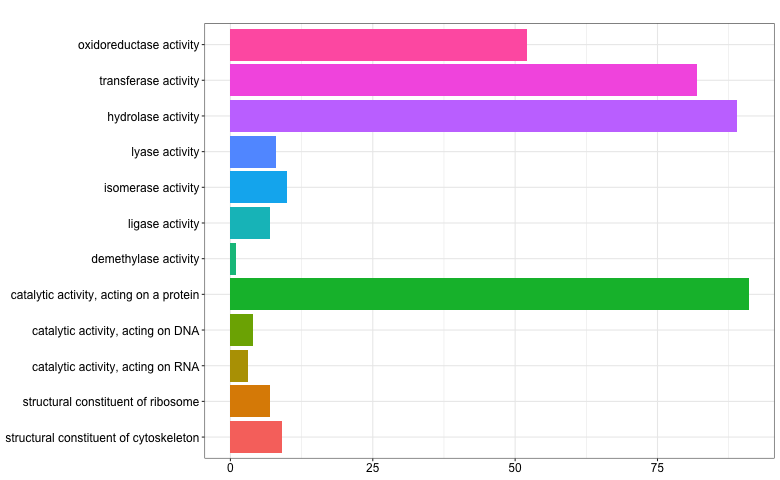 oxidoreductase activity
transferase activity
hydrolase activity
lyase activity
isomerase activity
ligase activity
demethylase activity
catalytic activity, acting on a protein
catalytic activity, acting on DNA
catalytic activity, acting on RNA
structural constituent of ribosome
structural constituent of cytoskeleton
0 25 50 75